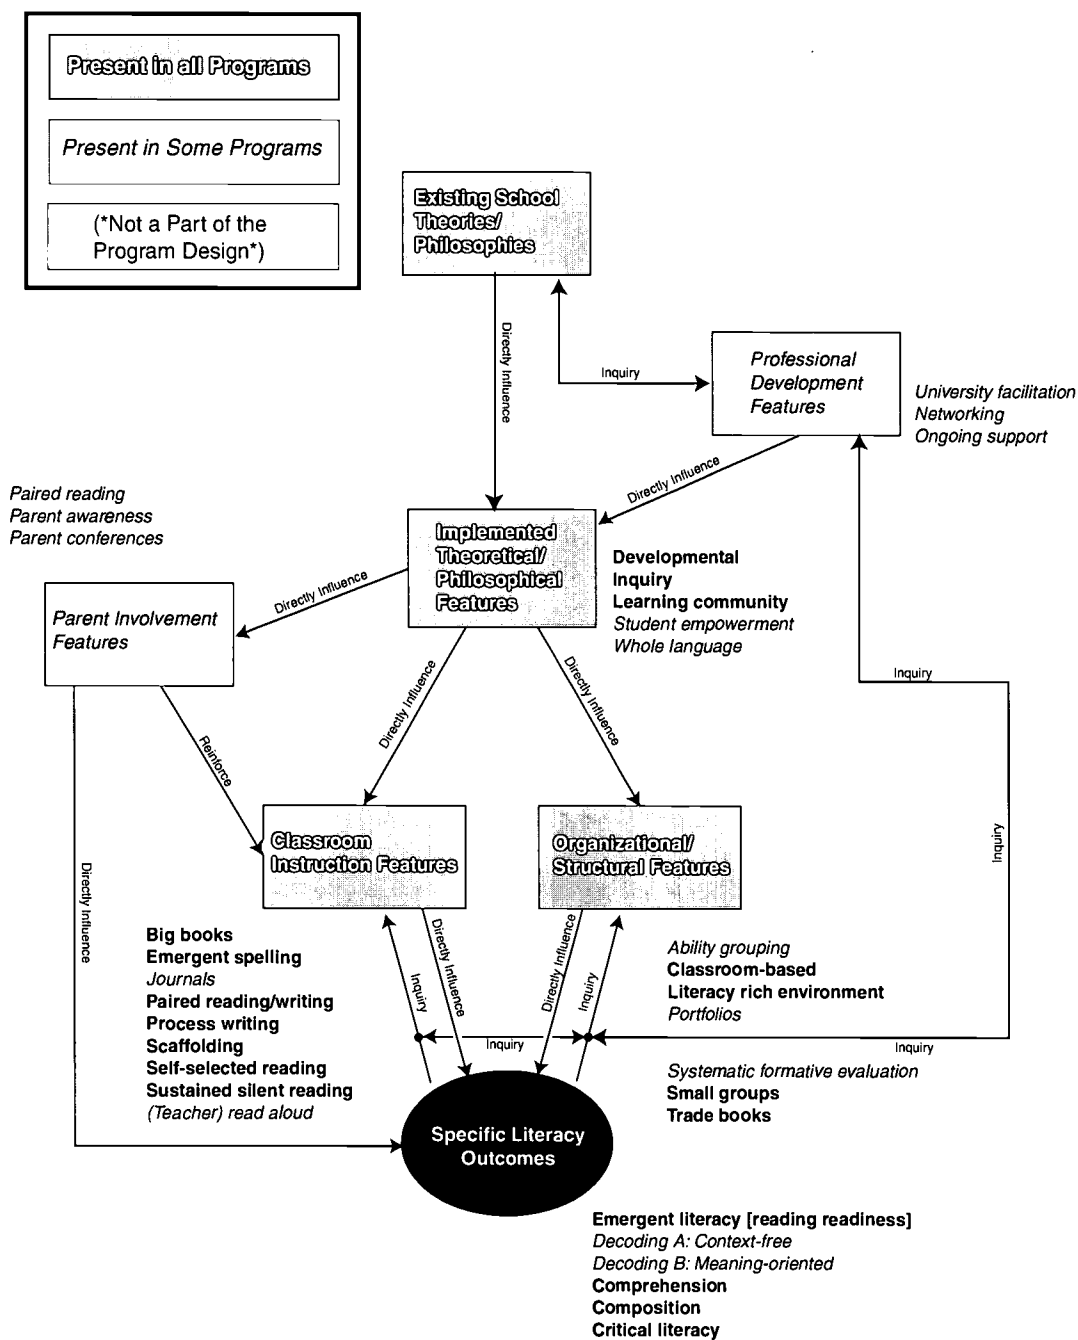 Present in all Programs
Present in Some Programs
(*Not a Part of the
Program Design*)
Existing School
Theories/
Philosophies
Directly Influence
Inquiry
Professional
Development
Features
University facilitation
Networking
Ongoing support
Directly Influence
Paired reading
Parent awareness
Parent conferences
Implemented
Theoretical/
Philosophical
Features
Developmental
Inquiry
Learning community
Student empowerment
Whole language
Directly Influence
Parent Involvement
Features
Directly Influence
Directly Influence
Inquiry
Reinforce
Classroom
Instruction Features
Organizational/
Structural Features
Inquiry
Directly Influence
Big books
Emergent spelling
Journals
Paired reading/writing
Process writing
Scaffolding
Self-selected reading
Sustained silent reading
(Teacher) read aloud
Inquiry
Directly Influence
Directly Influence
Inquiry
Ability grouping
Classroom-based
Literacy rich environment
Portfolios
Inquiry
Inquiry
Systematic formative evaluation
Small groups
Trade books
Specific Literacy
Outcomes
Emergent literacy [reading readiness]
Decoding A: Context-free
Decoding B: Meaning-oriented
Comprehension
Composition
Critical literacy